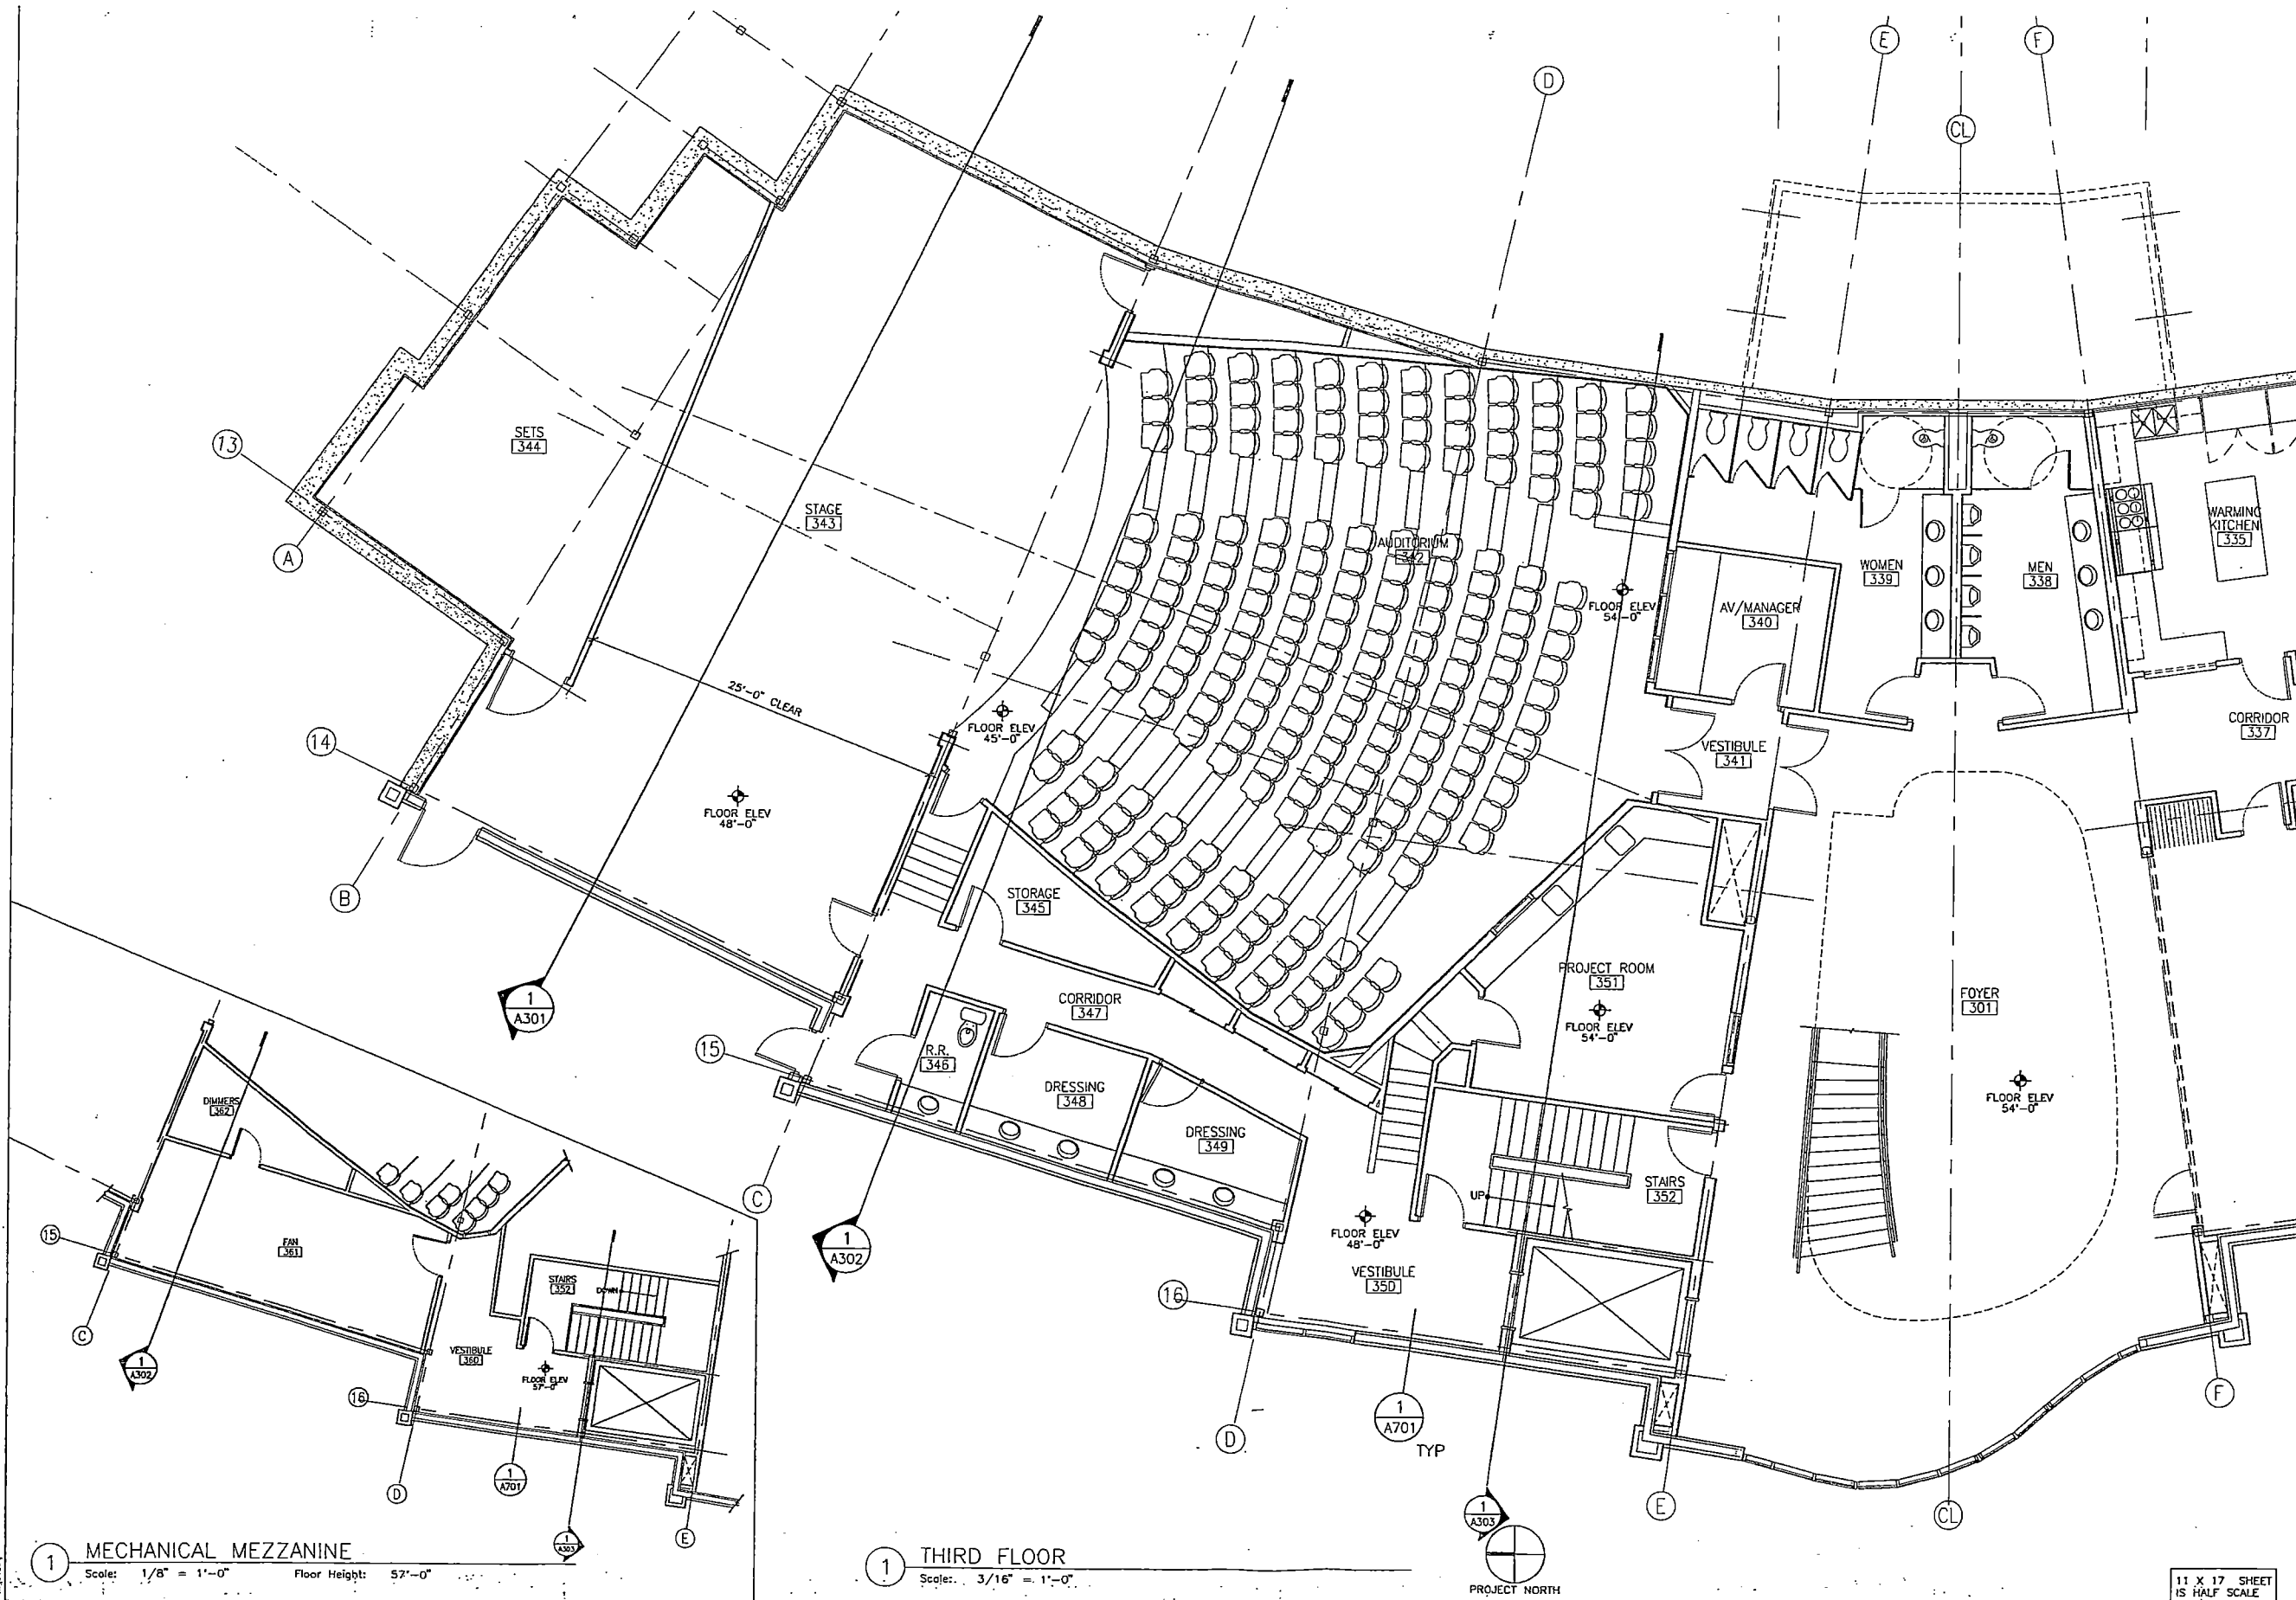 E
F
D
CL
13
SETS
344
STAGE
343
AUDITORIUM
342
WARMING
KITCHEN
335
A
WOMEN
339
MEN
338
FLOOR ELEV
54'-0"
AV/MANAGER
340
25'-0" CLEAR
FLOOR ELEV
45'-0"
CORRIDOR
337
14
VESTIBULE
341
FLOOR ELEV
48'-0"
B
STORAGE
345
PROJECT ROOM
351
FLOOR ELEV
54'-0"
1
A301
CORRIDOR
347
FOYER
301
15
R.R.
346
DRESSING
348
FLOOR ELEV
54'-0"
DIMMERS
362
DRESSING
349
STAIRS
352
UP
C
FLOOR ELEV
48'-0"
1
A302
VESTIBULE
350
16
15
FAN
361
STAIRS
352
DOWN
C
1
A302
VESTIBULE
360
FLOOR ELEV
57'-0"
16
F
1
A701
TYP
D
1
A701
D
E
E
1
A303
1
A303
CL
1
MECHANICAL MEZZANINE
Scale: 1/8" = 1'-0" Floor Height: 57'-0"
1
THIRD FLOOR
Scale: 3/16" = 1'-0"
PROJECT NORTH
11 X 17 SHEET
IS HALF SCALE